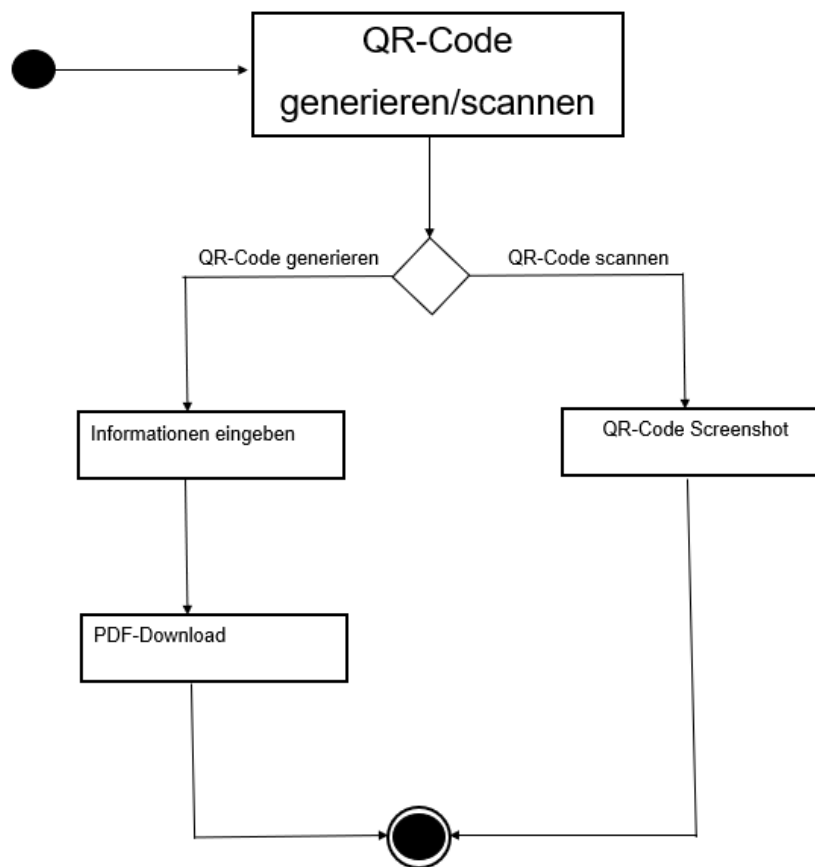 QR-Code
generieren/scannen
QR-Code generieren
QR-Code scannen
Informationen eingeben
QR-Code Screenshot
PDF-Download